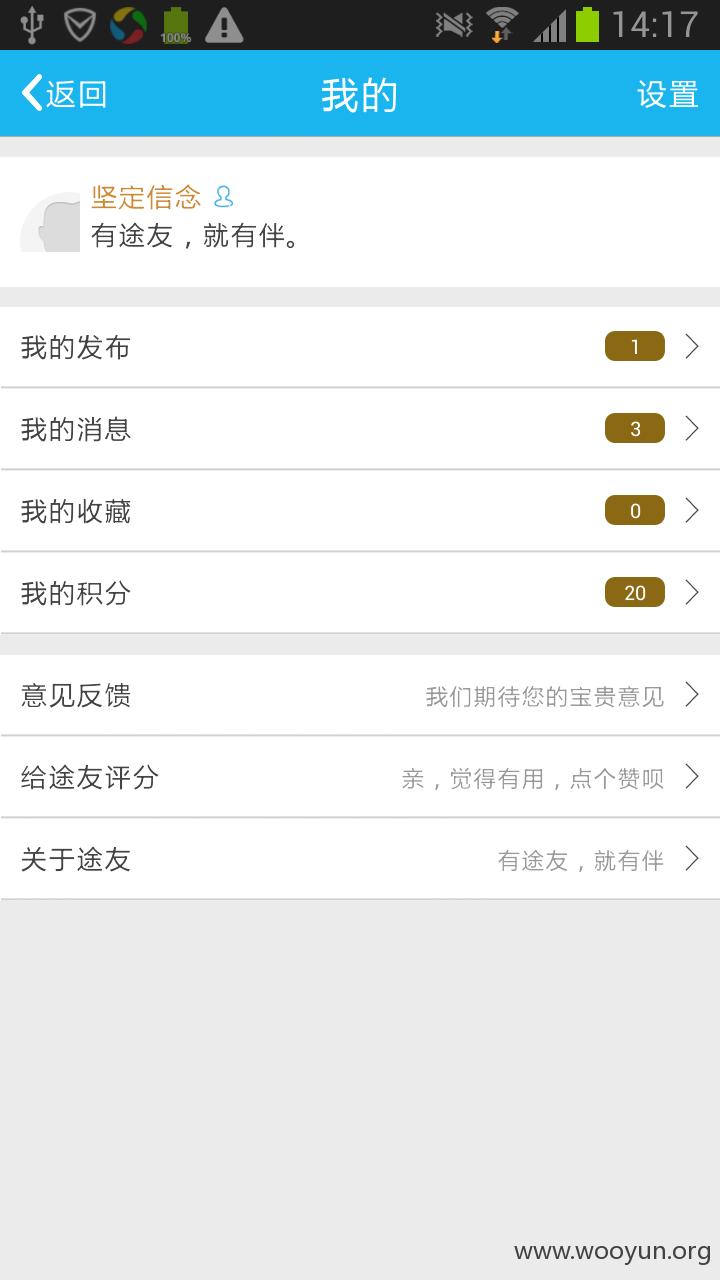 100%
14:17
返回
我的
设置
坚定信念
有途友，就有伴。
我的发布
1
我的消息
3
我的收藏
0
我的积分
20
意见反馈
我们期待您的宝贵意见
给途友评分
亲，觉得有用，点个赞呗
关于途友
有途友，就有伴
www.wooyun.org